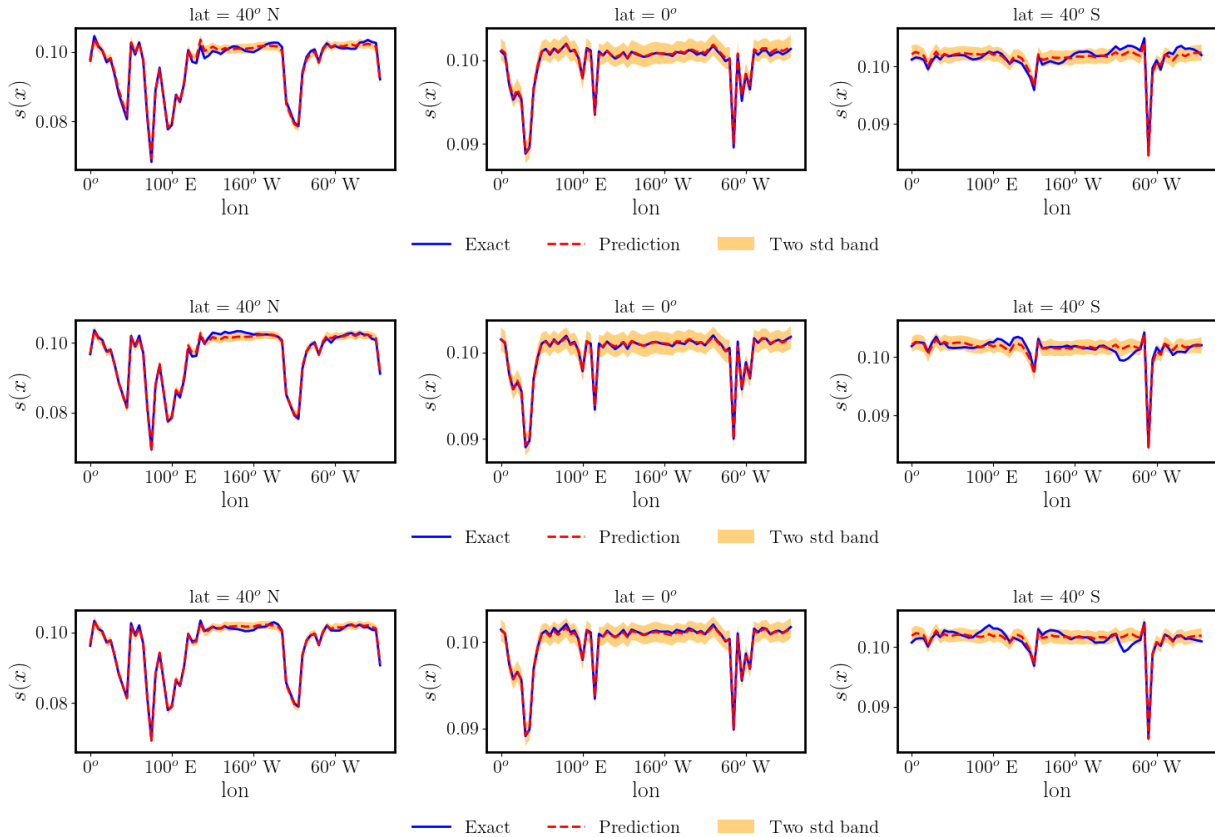 lat = 40° N lat = 0° lat = 40° S
s(x) 0.10 0.08 s(x) 0.10 0.09 s(x) 0.10 0.09
0° 100° E 160° W 60° W 0° 100° E 160° W 60° W 0° 100° E 160° W 60° W
lon lon lon
Exact Prediction Two std band
lat = 40° N lat = 0° lat = 40° S
s(x) 0.10 0.08 s(x) 0.10 0.09 s(x) 0.10 0.09
0° 100° E 160° W 60° W 0° 100° E 160° W 60° W 0° 100° E 160° W 60° W
lon lon lon
Exact Prediction Two std band
lat = 40° N lat = 0° lat = 40° S
s(x) 0.10 0.08 s(x) 0.10 0.09 s(x) 0.10 0.09
0° 100° E 160° W 60° W 0° 100° E 160° W 60° W 0° 100° E 160° W 60° W
lon lon lon
Exact Prediction Two std band